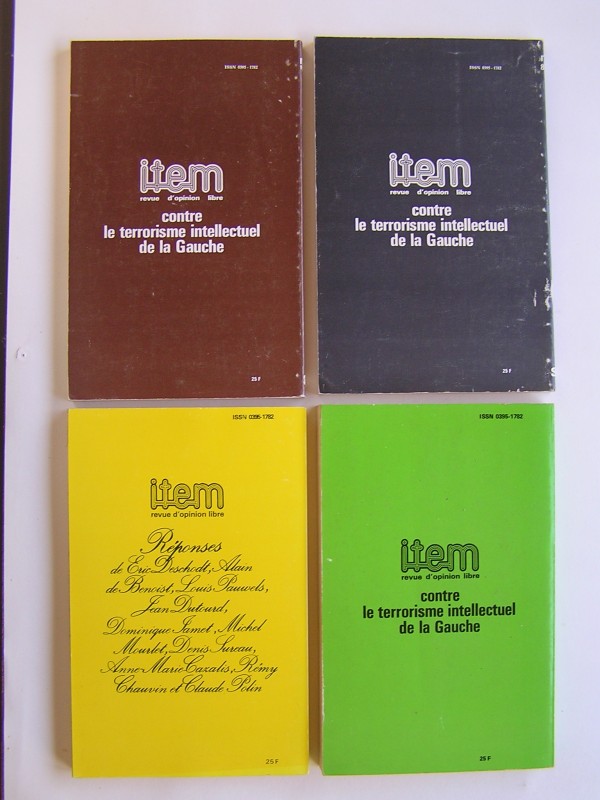 ISSN 0395-1782
item
revue d'opinion libre
contre
le terrorisme intellectuel
de la Gauche
25 F
ISSN 0395-1782
item
revue d'opinion libre
contre
le terrorisme intellectuel
de la Gauche
25 F
ISSN 0395-1782
item
revue d'opinion libre
Réponses
de Eric Deschodt, Alain
de Benoist, Louis Pauwels,
Jean Dutourd,
Dominique Jamet, Michel
Mourlet, Denis Sureau,
Anne-Marie Cazalis, Rémy
Chauvin et Claude Polin
25 F
ISSN 0395-1782
item
revue d'opinion libre
contre
le terrorisme intellectuel
de la Gauche
25 F